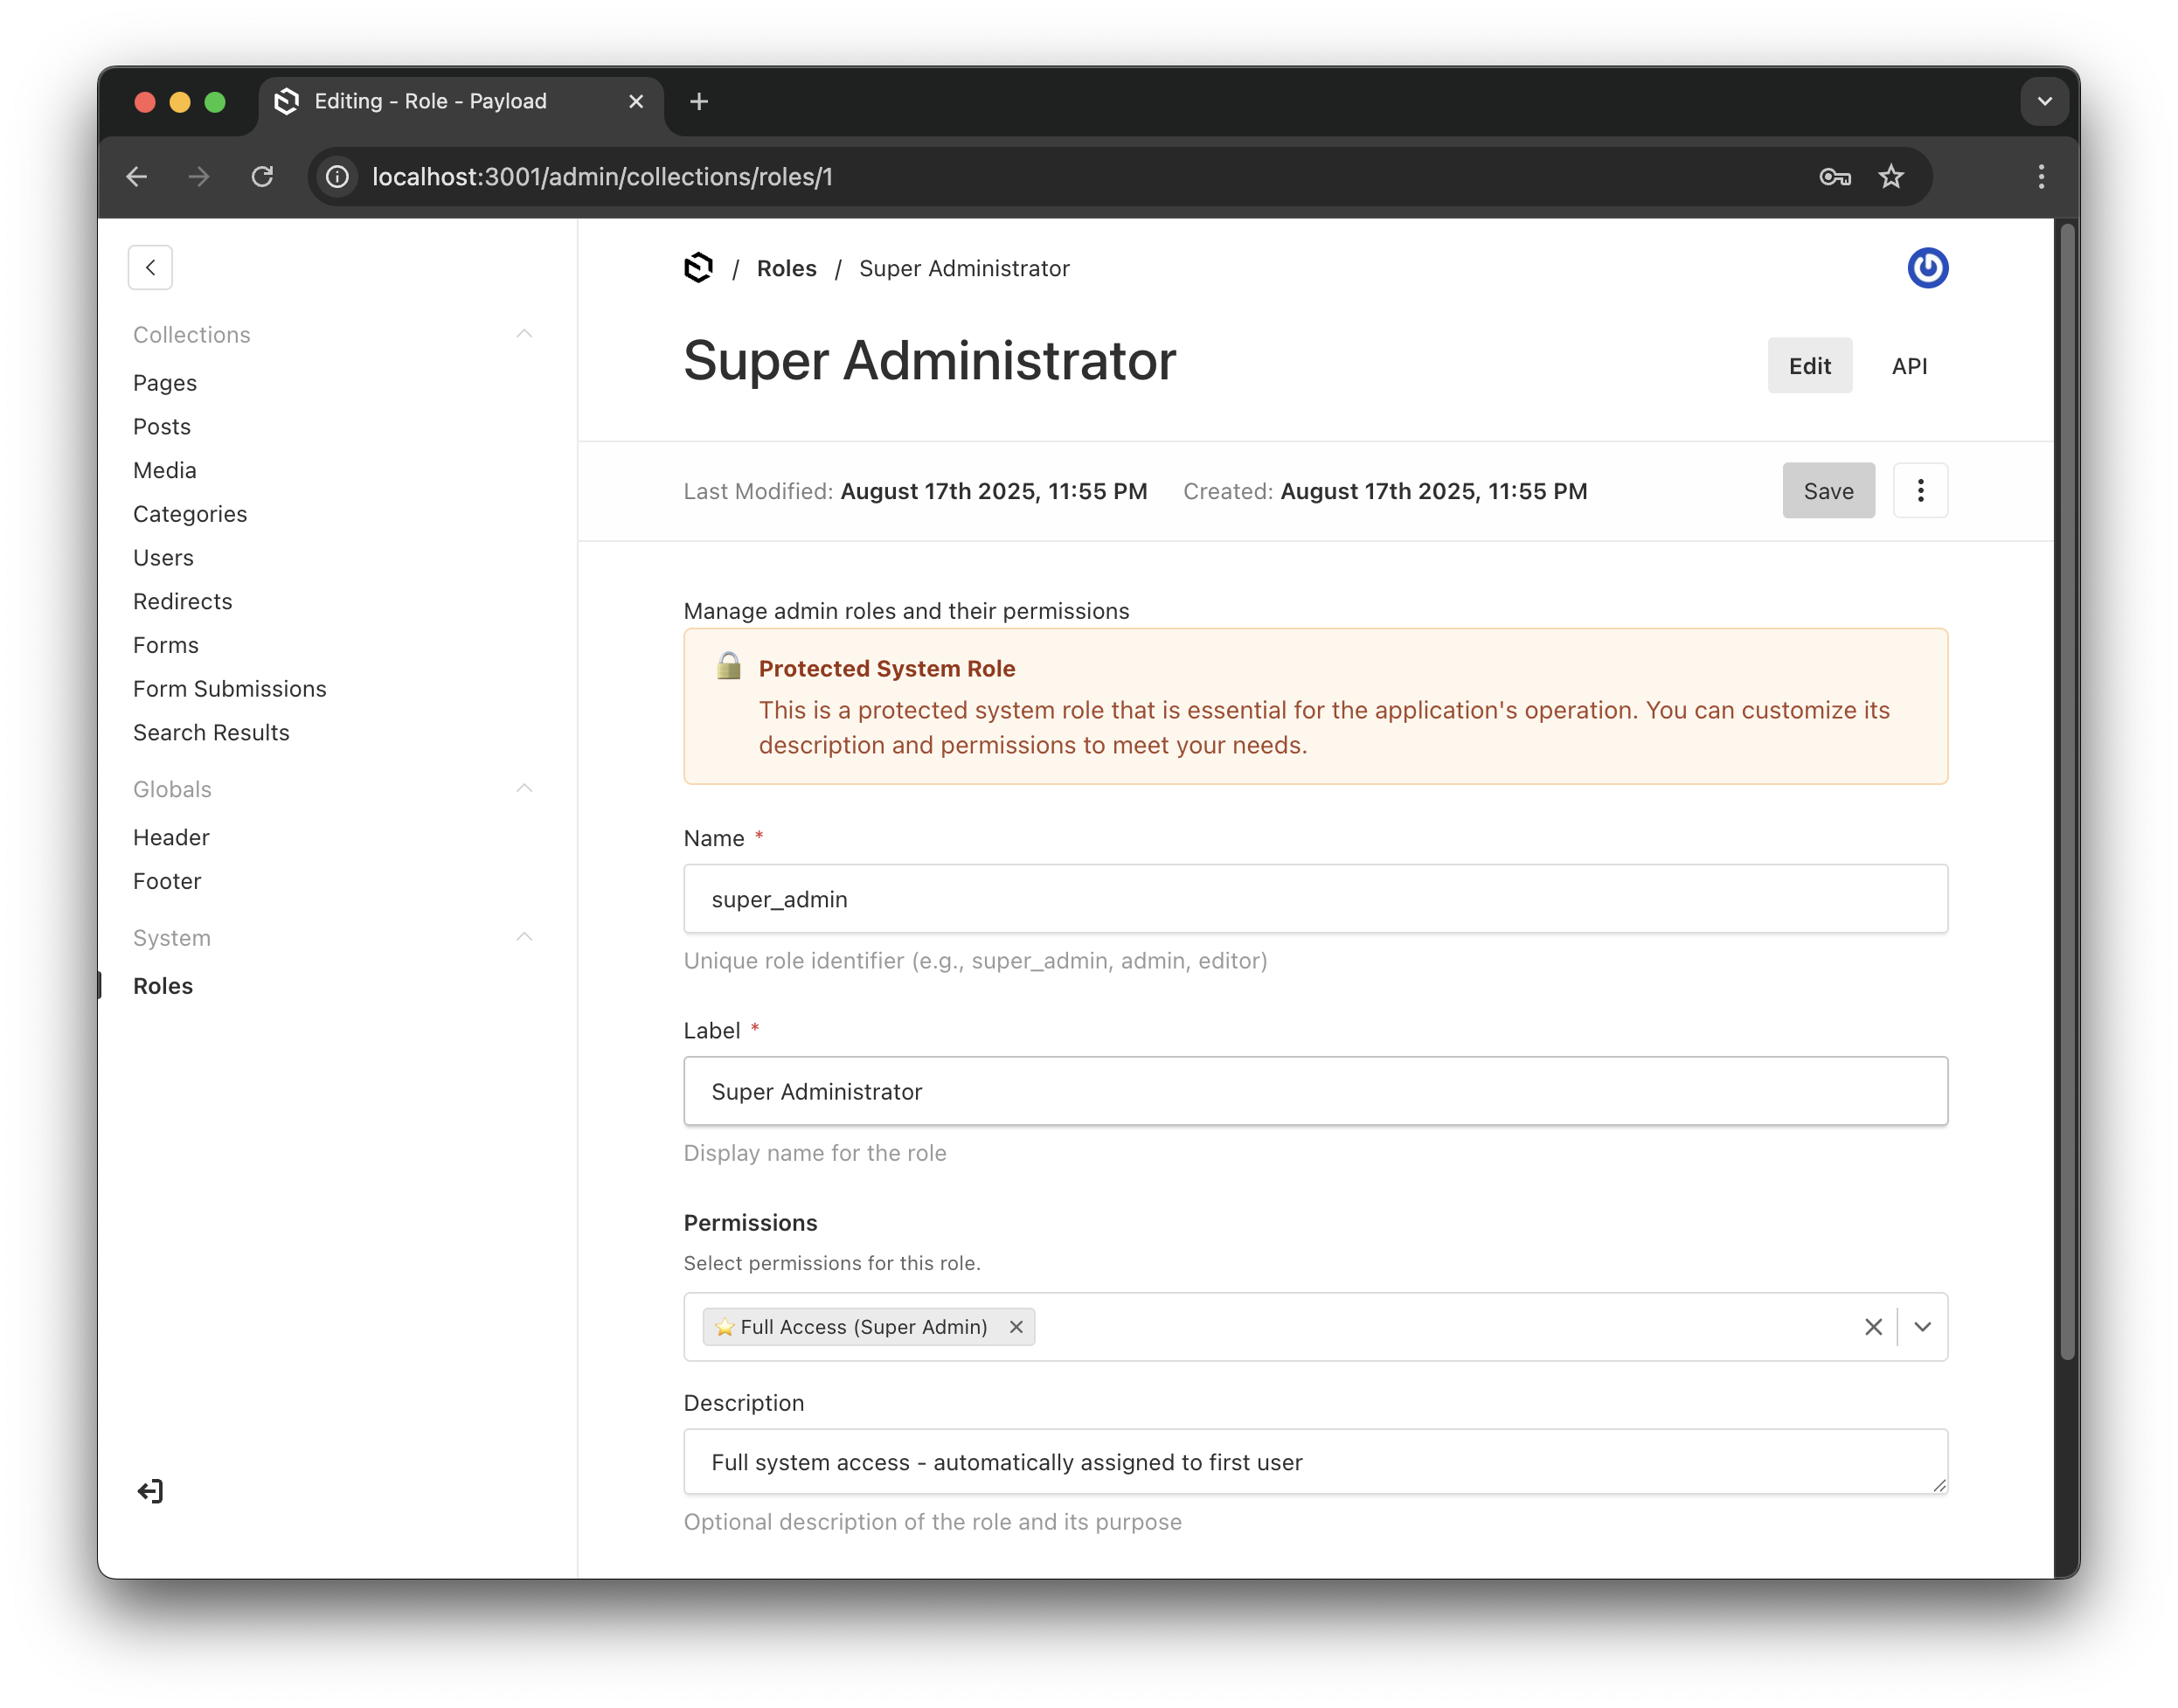 Editing - Role - Payload
localhost:3001/admin/collections/roles/1
Collections
Pages
Posts
Media
Categories
Users
Redirects
Forms
Form Submissions
Search Results
Globals
Header
Footer
System
Roles
/ Roles / Super Administrator
Super Administrator
Edit API
Last Modified: August 17th 2025, 11:55 PM Created: August 17th 2025, 11:55 PM
Save
Manage admin roles and their permissions
Protected System Role
This is a protected system role that is essential for the application's operation. You can customize its
description and permissions to meet your needs.
Name *
super_admin
Unique role identifier (e.g., super_admin, admin, editor)
Label *
Super Administrator
Display name for the role
Permissions
Select permissions for this role.
⭐ Full Access (Super Admin)
Description
Full system access - automatically assigned to first user
Optional description of the role and its purpose